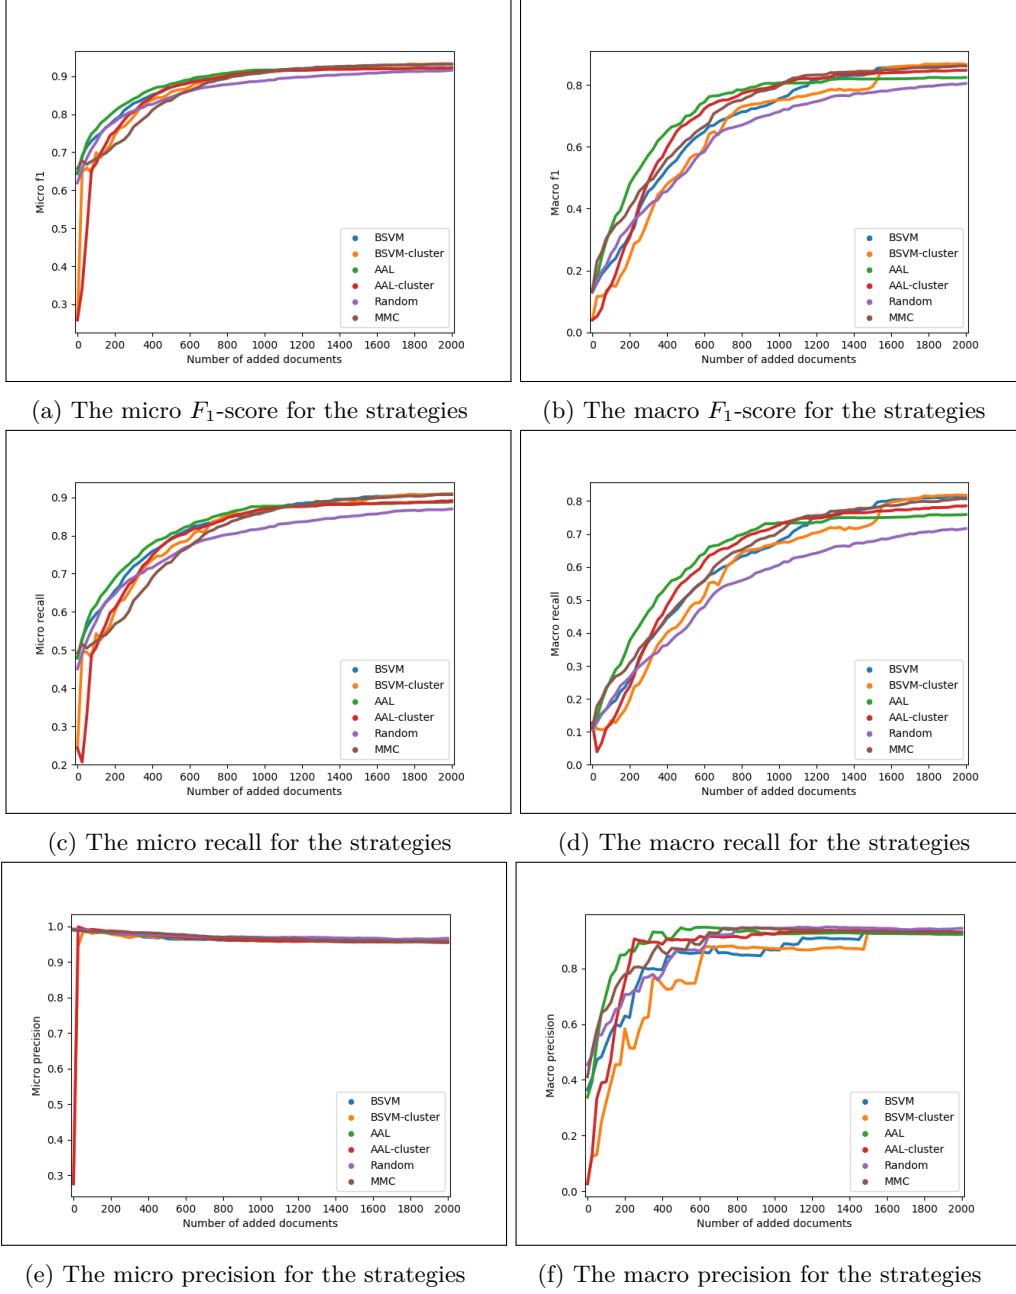 0.9
0.8
0.7
0.6
0.5
0.4
0.3
Micro f1
0 200 400 600 800 1000 1200 1400 1600 1800 2000
Number of added documents
BSVM
BSVM-cluster
AAL
AAL-cluster
Random
MMC
(a) The micro F1-score for the strategies
0.8
0.6
0.4
0.2
0.0
Macro f1
0 200 400 600 800 1000 1200 1400 1600 1800 2000
Number of added documents
BSVM
BSVM-cluster
AAL
AAL-cluster
Random
MMC
(b) The macro F1-score for the strategies
0.9
0.8
0.7
0.6
0.5
0.4
0.3
0.2
Micro recall
0 200 400 600 800 1000 1200 1400 1600 1800 2000
Number of added documents
BSVM
BSVM-cluster
AAL
AAL-cluster
Random
MMC
(c) The micro recall for the strategies
0.8
0.7
0.6
0.5
0.4
0.3
0.2
0.1
0.0
Macro recall
0 200 400 600 800 1000 1200 1400 1600 1800 2000
Number of added documents
BSVM
BSVM-cluster
AAL
AAL-cluster
Random
MMC
(d) The macro recall for the strategies
1.0
0.9
0.8
0.7
0.6
0.5
0.4
0.3
Micro precision
0 200 400 600 800 1000 1200 1400 1600 1800 2000
Number of added documents
BSVM
BSVM-cluster
AAL
AAL-cluster
Random
MMC
(e) The micro precision for the strategies
0.8
0.6
0.4
0.2
0.0
Macro precision
0 200 400 600 800 1000 1200 1400 1600 1800 2000
Number of added documents
BSVM
BSVM-cluster
AAL
AAL-cluster
Random
MMC
(f) The macro precision for the strategies